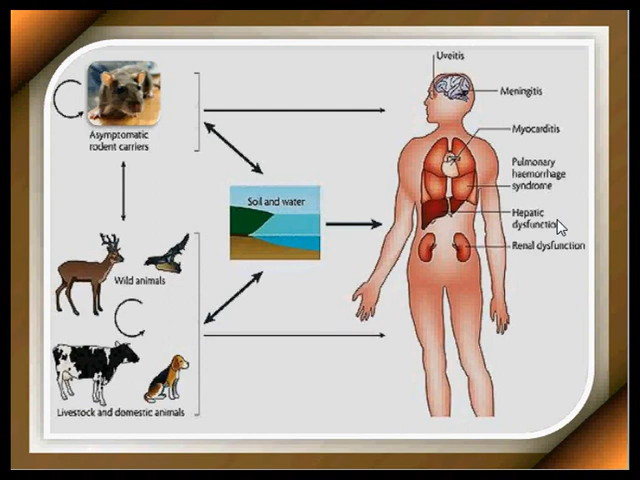 Uveitis
Meningitis
Myocarditis
Pulmonary
haemorrhage
syndrome
Hepatic
dysfunction
Renal dysfunction
Asymptomatic
rodent carriers
Soil and water
Wild animals
Livestock and domestic animals